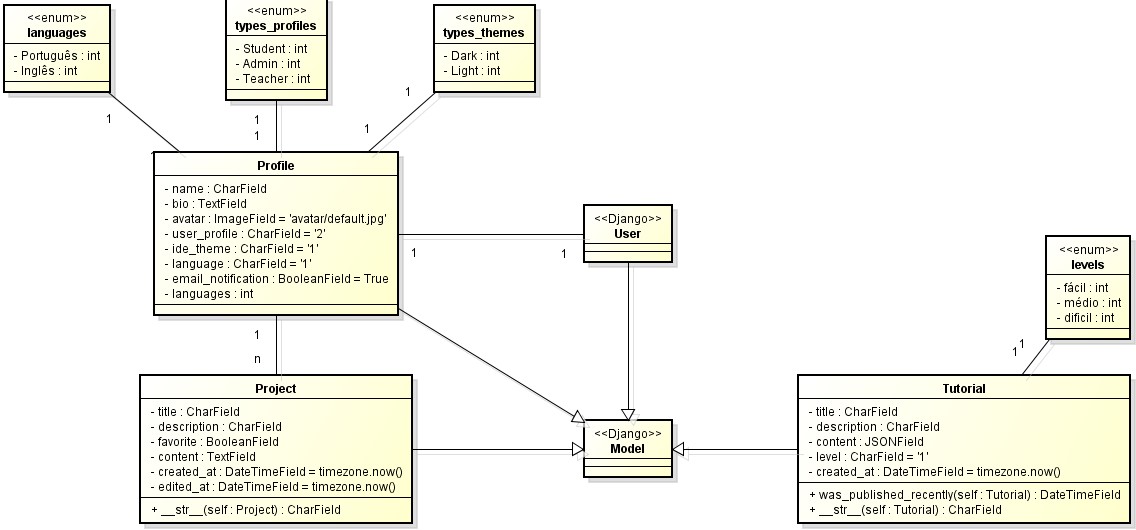 <<enum>>
languages
- Português : int
- Inglês : int
<<enum>>
types_profiles
- Student : int
- Admin : int
- Teacher : int
<<enum>>
types_themes
- Dark : int
- Light : int
1
1
1
1
1
Profile
- name : CharField
- bio : TextField
- avatar : ImageField = 'avatar/default.jpg'
- user_profile : CharField = '2'
- ide_theme : CharField = '1'
- language : CharField = '1'
- email_notification : BooleanField = True
- languages : int
1
1
<<Django>>
User
<<enum>>
levels
- fácil : int
- médio : int
- dificil : int
1
n
1
1
Project
- title : CharField
- description : CharField
- favorite : BooleanField
- content : TextField
- created_at : DateTimeField = timezone.now()
- edited_at : DateTimeField = timezone.now()
+ __str__(self : Project) : CharField
<<Django>>
Model
Tutorial
- title : CharField
- description : CharField
- content : JSONField
- level : CharField = '1'
- created_at : DateTimeField = timezone.now()
+ was_published_recently(self : Tutorial) : DateTimeField
+ __str__(self : Tutorial) : CharField